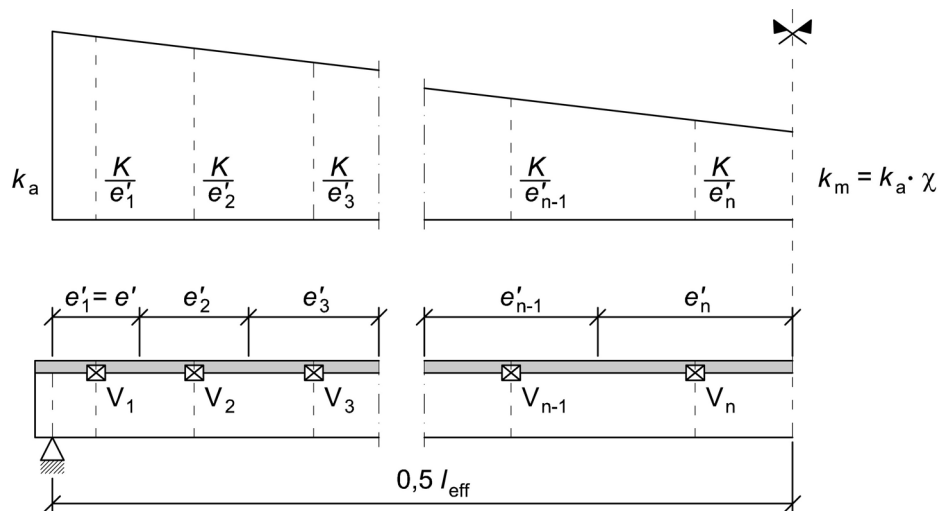 k_a K/e′_1 K/e′_2 K/e′_3 K/e′_{n-1} K/e′_n k_m = k_a · χ
e′_1 = e′ e′_2 e′_3 e′_{n-1} e′_n
V_1 V_2 V_3 V_{n-1} V_n
0,5 l_eff